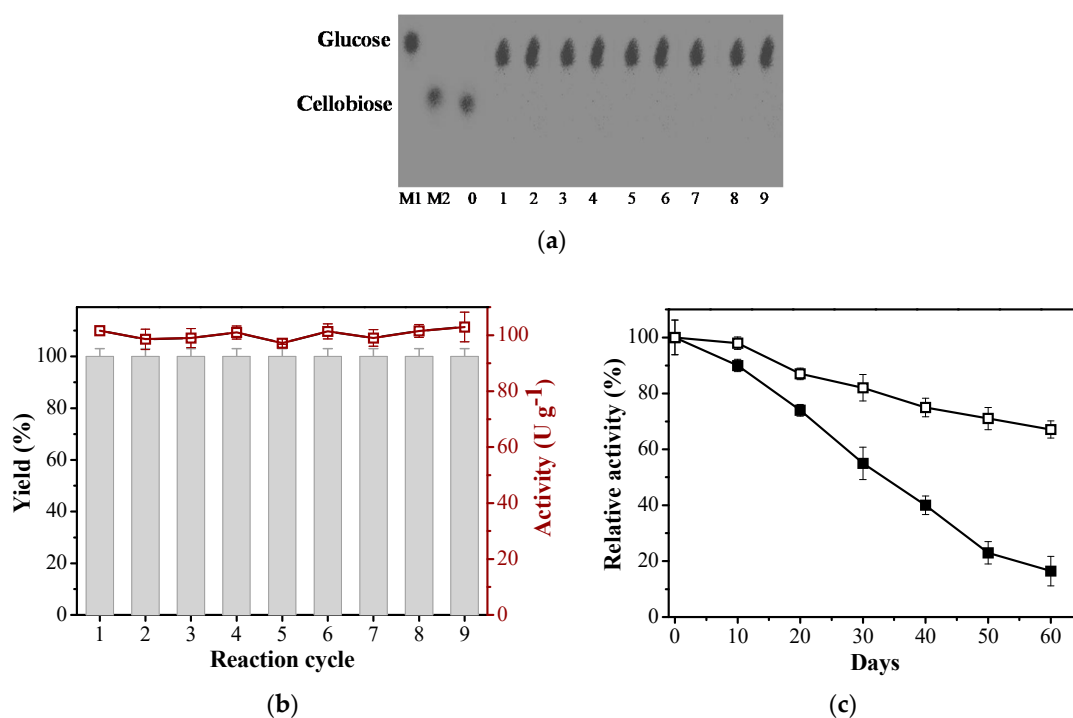 Glucose
Cellobiose
M1 M2 0 1 2 3 4 5 6 7 8 9
(a)
Yield (%)
0
20
40
60
80
100
1 2 3 4 5 6 7 8 9
Reaction cycle
0
20
40
60
80
100
Activity (U g-1)
(b)
Relative activity (%)
0
20
40
60
80
100
0 10 20 30 40 50 60
Days
(c)